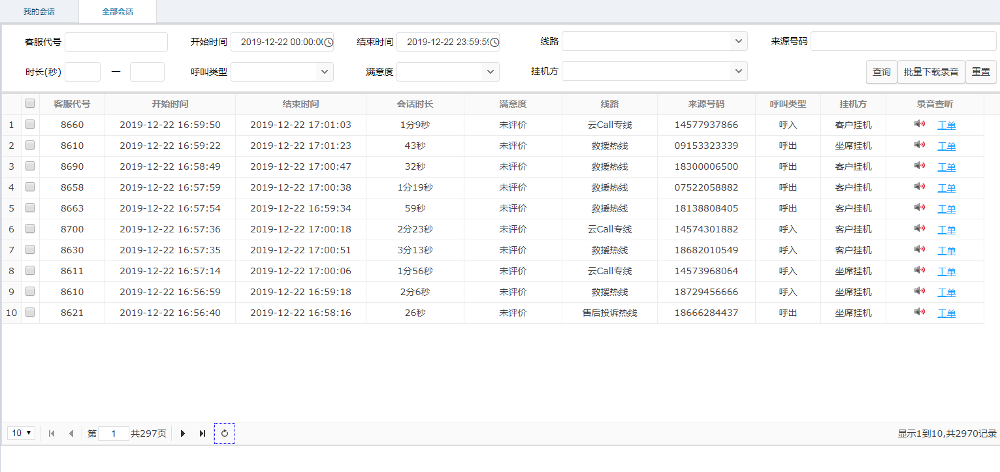 我的会话 全部会话
客服代号 开始时间 2019-12-22 00:00:00 结束时间 2019-12-22 23:59:59 线路 来源号码
时长(秒) — 呼叫类型 满意度 挂机方 查询 批量下载录音 重置
客服代号 开始时间 结束时间 会话时长 满意度 线路 来源号码 呼叫类型 挂机方 录音查听
1 8660 2019-12-22 16:59:50 2019-12-22 17:01:03 1分9秒 未评价 云Call专线 14577937866 呼入 客户挂机 工单
2 8610 2019-12-22 16:59:22 2019-12-22 17:01:23 43秒 未评价 救援热线 09153323339 呼出 坐席挂机 工单
3 8690 2019-12-22 16:58:49 2019-12-22 17:00:47 32秒 未评价 救援热线 18300006500 呼出 客户挂机 工单
4 8658 2019-12-22 16:57:59 2019-12-22 17:00:38 1分19秒 未评价 救援热线 07522058882 呼出 客户挂机 工单
5 8663 2019-12-22 16:57:54 2019-12-22 16:59:34 59秒 未评价 救援热线 18138808405 呼出 客户挂机 工单
6 8700 2019-12-22 16:57:36 2019-12-22 17:00:18 2分23秒 未评价 云Call专线 14574301882 呼入 客户挂机 工单
7 8630 2019-12-22 16:57:35 2019-12-22 17:00:51 3分13秒 未评价 救援热线 18682010549 呼入 客户挂机 工单
8 8611 2019-12-22 16:57:14 2019-12-22 17:00:06 1分56秒 未评价 云Call专线 14573968064 呼入 坐席挂机 工单
9 8610 2019-12-22 16:56:59 2019-12-22 16:59:18 2分6秒 未评价 救援热线 18729456666 呼入 坐席挂机 工单
10 8621 2019-12-22 16:56:40 2019-12-22 16:58:16 26秒 未评价 售后投诉热线 18666284437 呼出 坐席挂机 工单
10 第 1 共297页 显示1到10,共2970记录